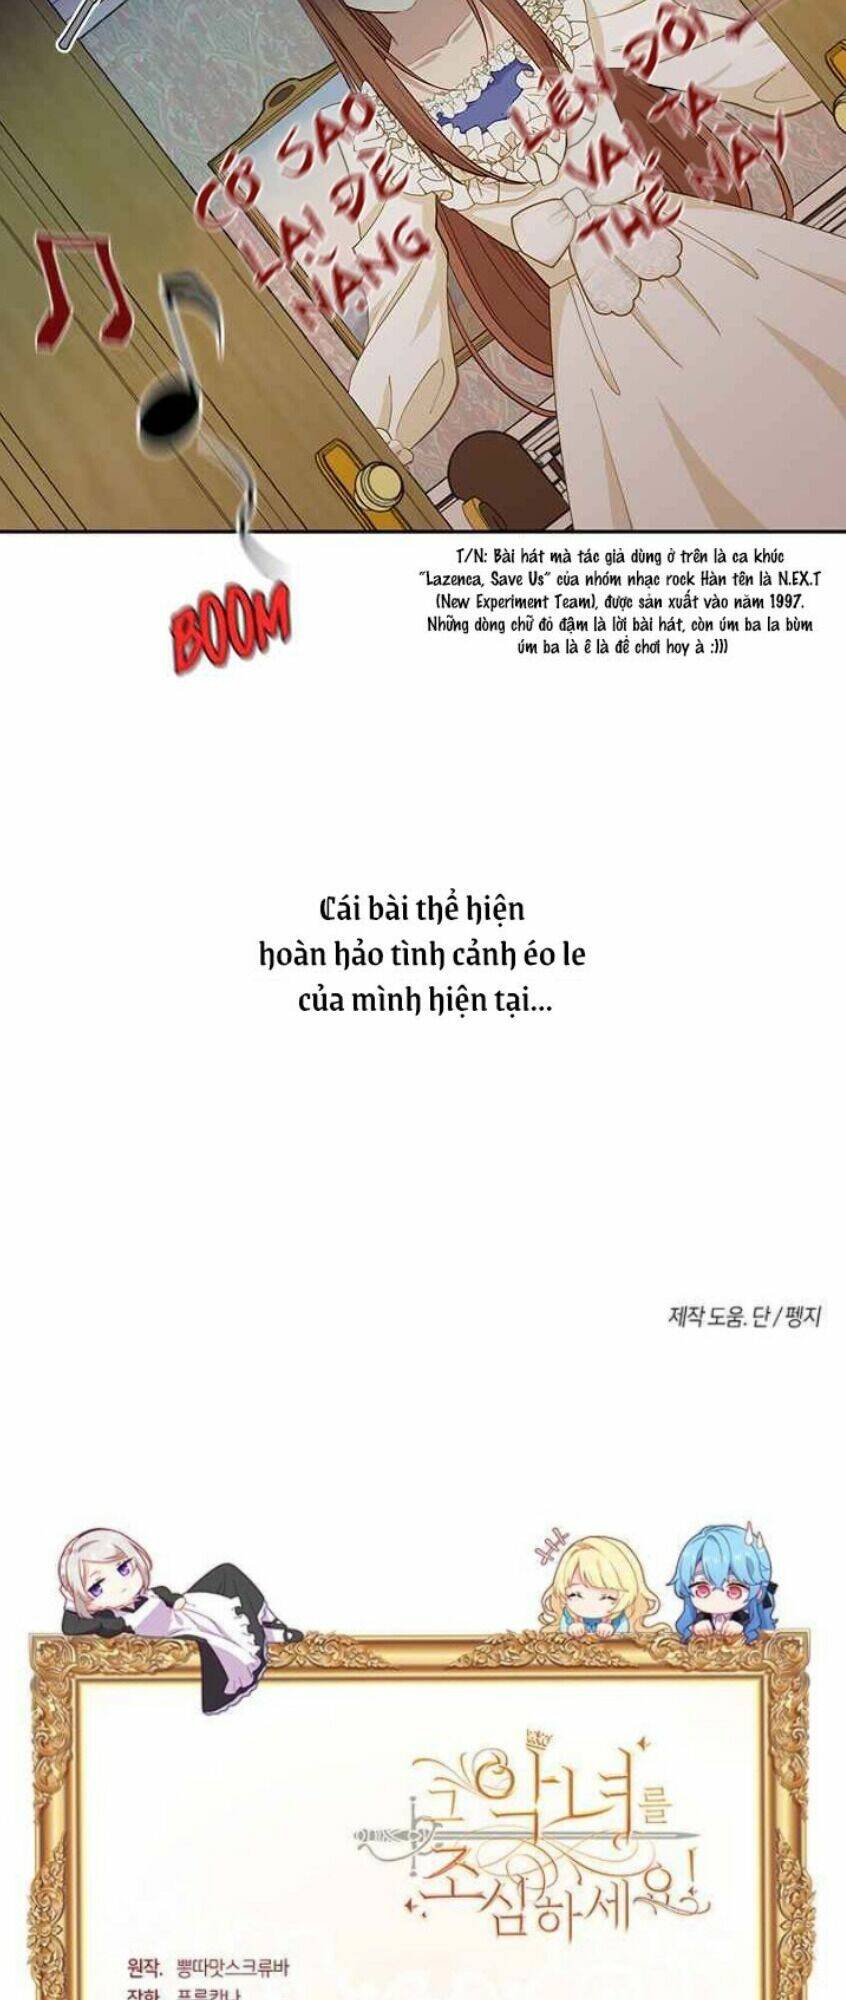 CỚ SAO
LẠI ĐÈ
NẶNG
LÊN ĐÔI
VAI TA
THẾ NÀY
BOOM
T/N: Bài hát mà tác giả dùng ở trên là ca khúc
"Lazenca, Save Us" của nhóm nhạc rock Hàn tên là N.EX.T
(New Experiment Team), được sản xuất vào năm 1997.
Những dòng chữ đỏ đậm là lời bài hát, còn úm ba la bùm
úm ba là ê là để chơi hoy à :)))
Cái bài thể hiện
hoàn hảo tình cảnh éo le
của mình hiện tại...
제작 도움. 단 / 펭지
그 악녀를
조심하세요!
원작. 뽕따맛스크류바